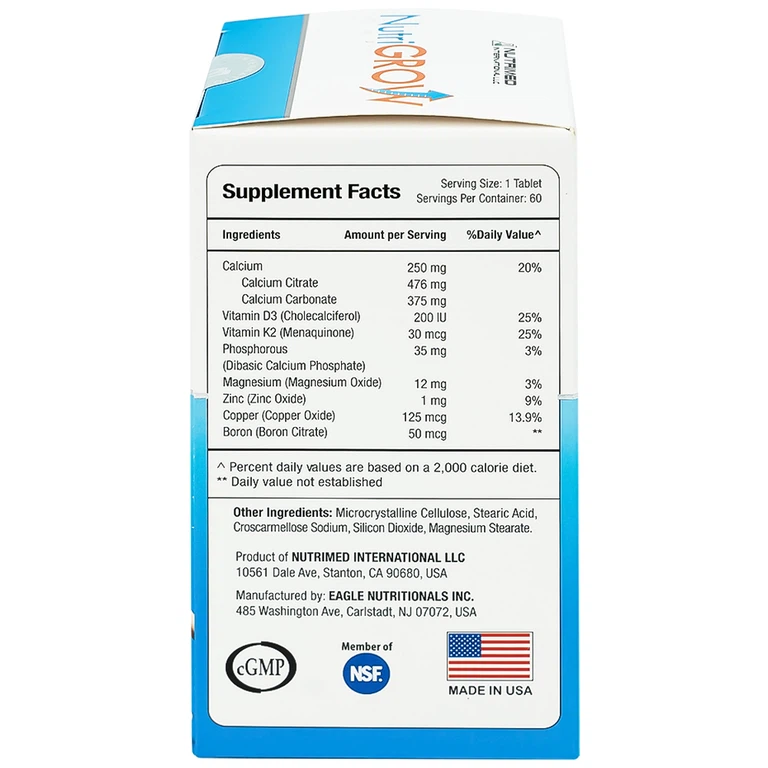 NutriGROW
NUTRIMED
INTERNATIONAL LLC
Supplement Facts
Serving Size: 1 Tablet
Servings Per Container: 60
Ingredients Amount per Serving %Daily Value^
Calcium 250 mg 20%
Calcium Citrate 476 mg
Calcium Carbonate 375 mg
Vitamin D3 (Cholecalciferol) 200 IU 25%
Vitamin K2 (Menaquinone) 30 mcg 25%
Phosphorous 35 mg 3%
(Dibasic Calcium Phosphate)
Magnesium (Magnesium Oxide) 12 mg 3%
Zinc (Zinc Oxide) 1 mg 9%
Copper (Copper Oxide) 125 mcg 13.9%
Boron (Boron Citrate) 50 mcg **
^ Percent daily values are based on a 2,000 calorie diet.
** Daily value not established
Other Ingredients: Microcrystalline Cellulose, Stearic Acid,
Croscarmellose Sodium, Silicon Dioxide, Magnesium Stearate.
Product of NUTRIMED INTERNATIONAL LLC
10561 Dale Ave, Stanton, CA 90680, USA
Manufactured by: EAGLE NUTRITIONALS INC.
485 Washington Ave, Carlstadt, NJ 07072, USA
cGMP
Member of
NSF.
MADE IN USA